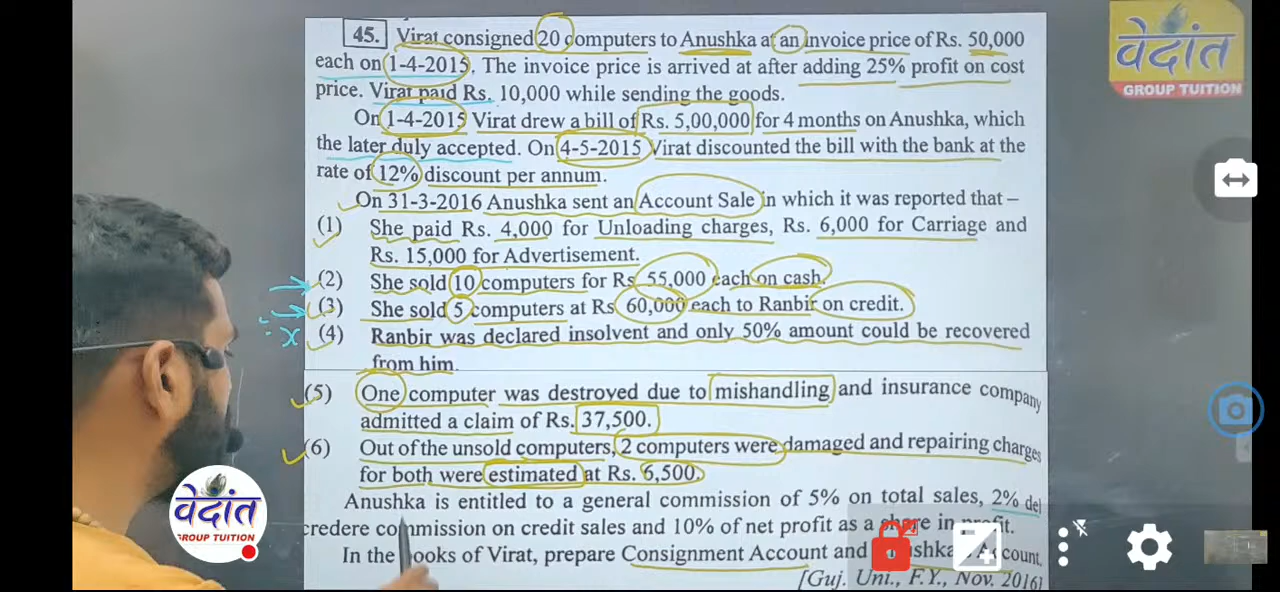 45. Virat consigned 20 computers to Anushka at an invoice price of Rs. 50,000
each on 1-4-2015. The invoice price is arrived at after adding 25% profit on cost
price. Virat paid Rs. 10,000 while sending the goods.
On 1-4-2015 Virat drew a bill of Rs. 5,00,000 for 4 months on Anushka, which
the later duly accepted. On 4-5-2015 Virat discounted the bill with the bank at the
rate of 12% discount per annum.
On 31-3-2016 Anushka sent an Account Sale in which it was reported that –
(1) She paid Rs. 4,000 for Unloading charges, Rs. 6,000 for Carriage and
Rs. 15,000 for Advertisement.
(2) She sold 10 computers for Rs 55,000 each on cash.
(3) She sold 5 computers at Rs 60,000 each to Ranbir on credit.
(4) Ranbir was declared insolvent and only 50% amount could be recovered
from him.
(5) One computer was destroyed due to mishandling and insurance company
admitted a claim of Rs. 37,500.
(6) Out of the unsold computers, 2 computers were damaged and repairing charges
for both were estimated at Rs. 6,500.
Anushka is entitled to a general commission of 5% on total sales, 2% del
credere commission on credit sales and 10% of net profit as a share in profit.
In the books of Virat, prepare Consignment Account and
[Guj. Uni., F.Y., Nov. 2016]
वेदांत
GROUP TUITION
वेदांत
GROUP TUITION